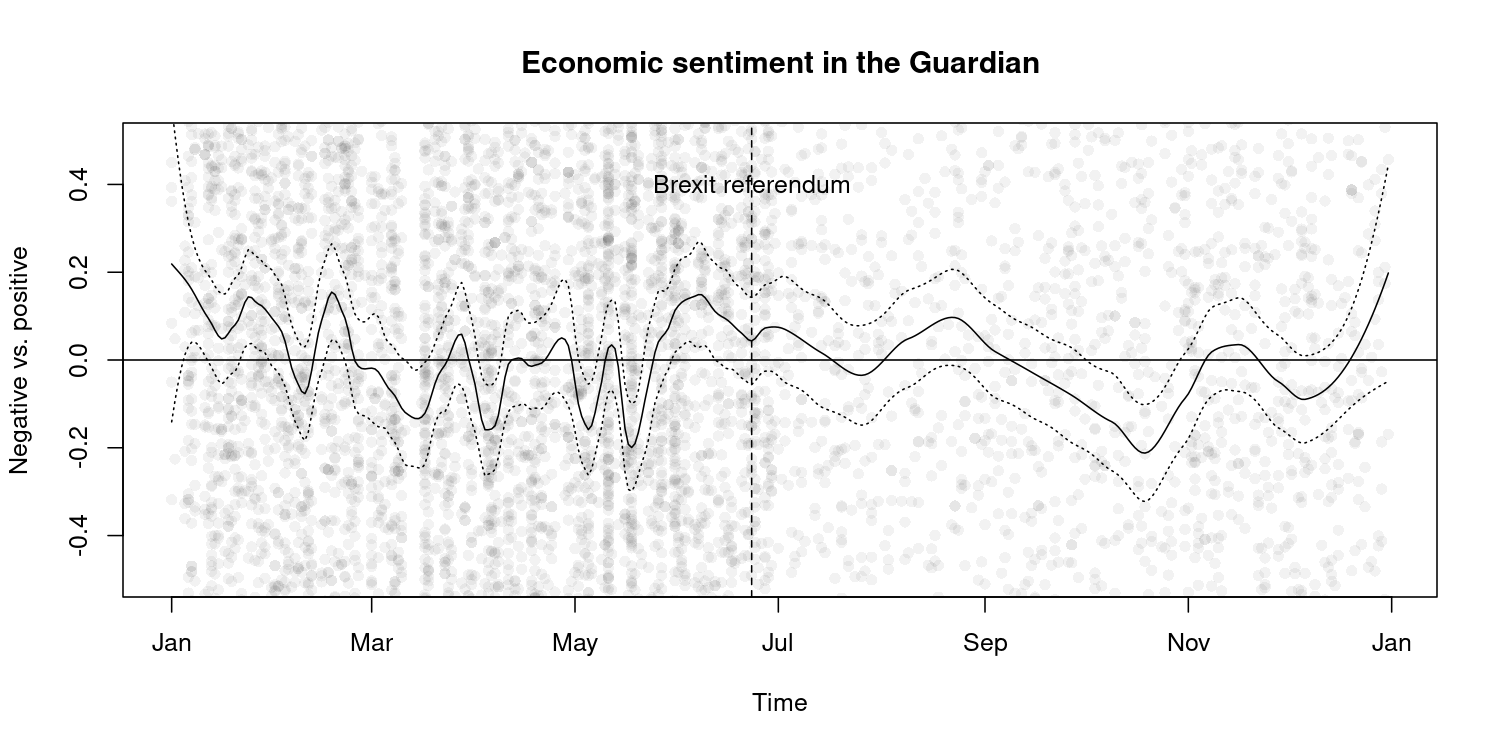 Economic sentiment in the Guardian
Negative vs. positive
0.4
0.2
0.0
-0.2
-0.4
Brexit referendum
Jan
Mar
May
Jul
Sep
Nov
Jan
Time